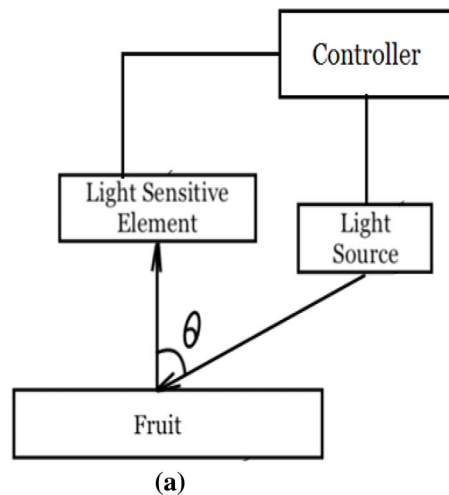 Controller
Light Sensitive
Element
Light
Source
θ
Fruit
(a)